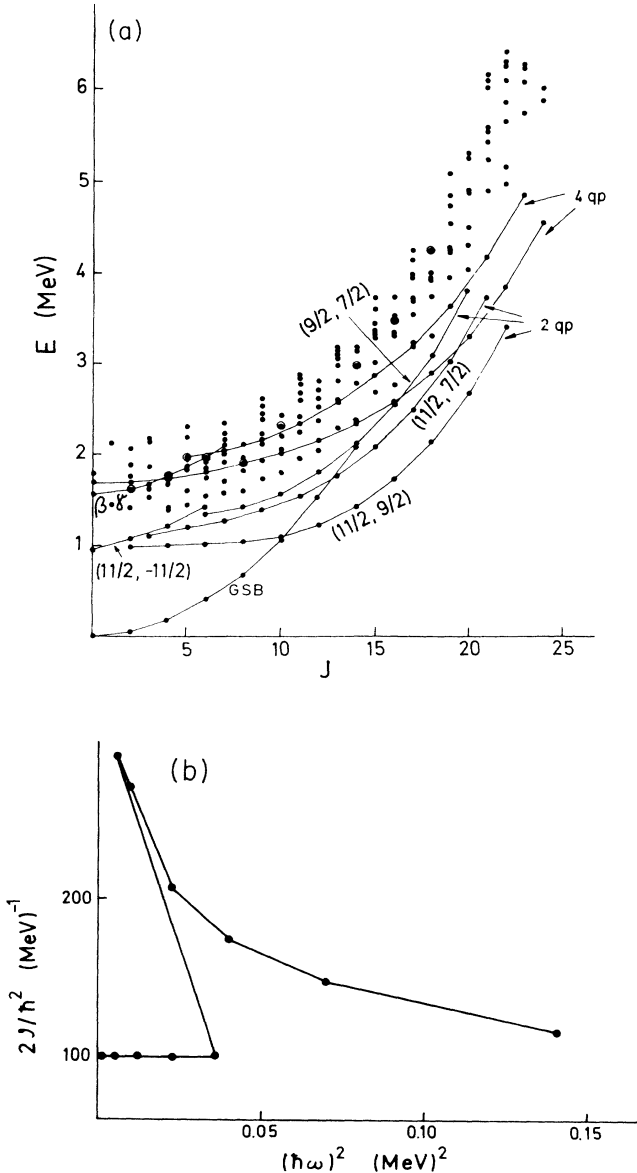 (a)
6
5
4
3
2
1
E (MeV)
4 qp
(9/2, 7/2)
2 qp
(11/2, 7/2)
β·γ
(11/2, 9/2)
(11/2, -11/2)
GSB
5
10
15
20
25
J
(b)
200
100
2J/ħ² (MeV)⁻¹
0.05
0.10
0.15
(ħω)² (MeV)²